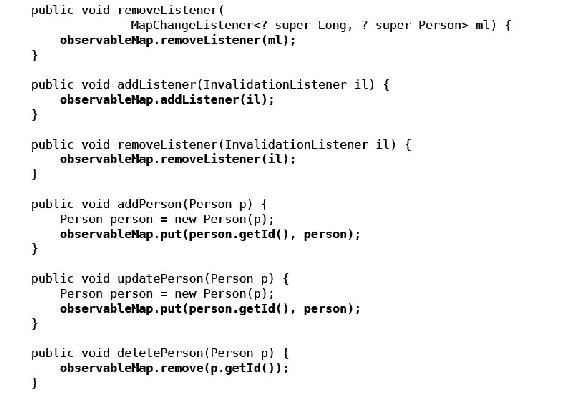 public void removeListener(
MapChangeListener<? super Long, ? super Person> ml) {
observableMap.removeListener(ml);
}
public void addListener(InvalidationListener il) {
observableMap.addListener(il);
}
public void removeListener(InvalidationListener il) {
observableMap.removeListener(il);
}
public void addPerson(Person p) {
Person person = new Person(p);
observableMap.put(person.getId(), person);
}
public void updatePerson(Person p) {
Person person = new Person(p);
observableMap.put(person.getId(), person);
}
public void deletePerson(Person p) {
observableMap.remove(p.getId());
}